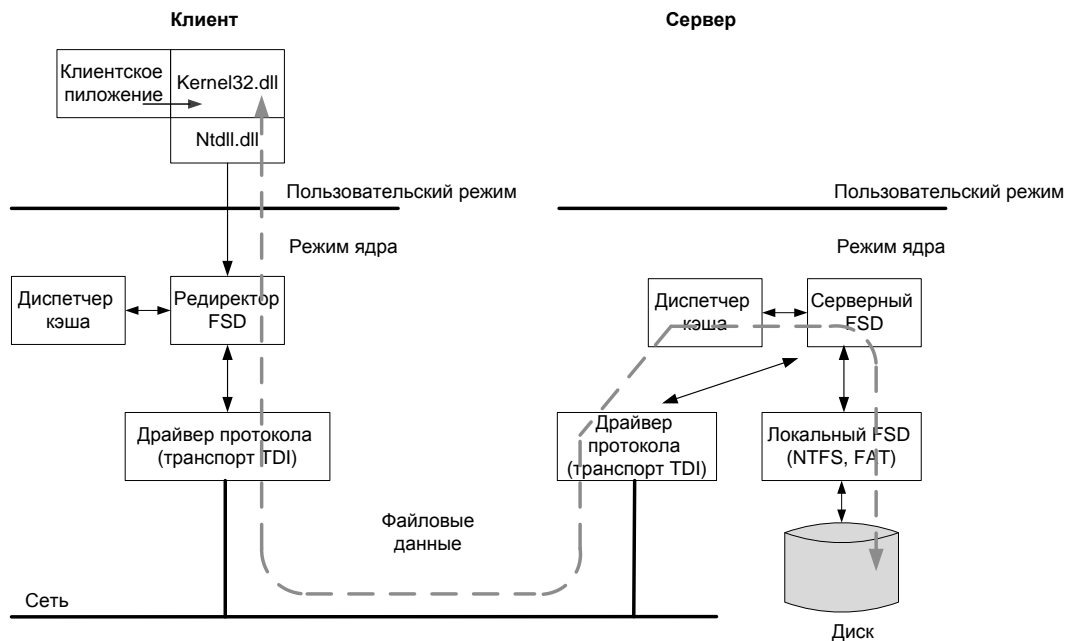 Клиент
Сервер
Клиентское
пиложение
Kernel32.dll
Ntdll.dll
Пользовательский режим
Пользовательский режим
Режим ядра
Режим ядра
Диспетчер
кэша
Редиректор
FSD
Диспетчер
кэша
Серверный
FSD
Драйвер протокола
(транспорт TDI)
Драйвер
протокола
(транспорт TDI)
Локальный FSD
(NTFS, FAT)
Файловые
данные
Сеть
Диск